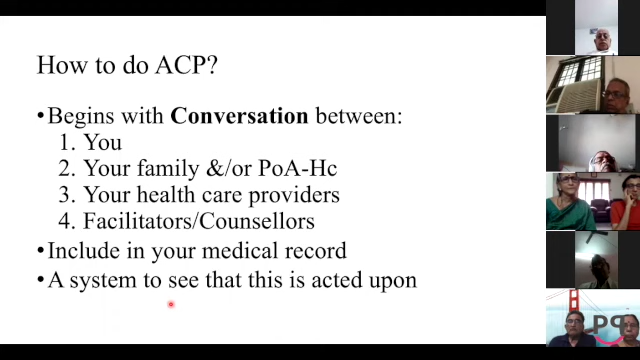 How to do ACP?
•Begins with Conversation between:
1. You
2. Your family &/or PoA-Hc
3. Your health care providers
4. Facilitators/Counsellors
•Include in your medical record
•A system to see that this is acted upon